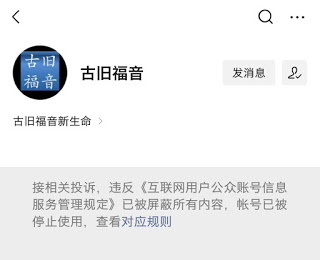 古旧
福音
古旧福音
发消息
古旧福音新生命
接相关投诉，违反《互联网用户公众账号信息
服务管理规定》已被屏蔽所有内容，帐号已被
停止使用，查看对应规则